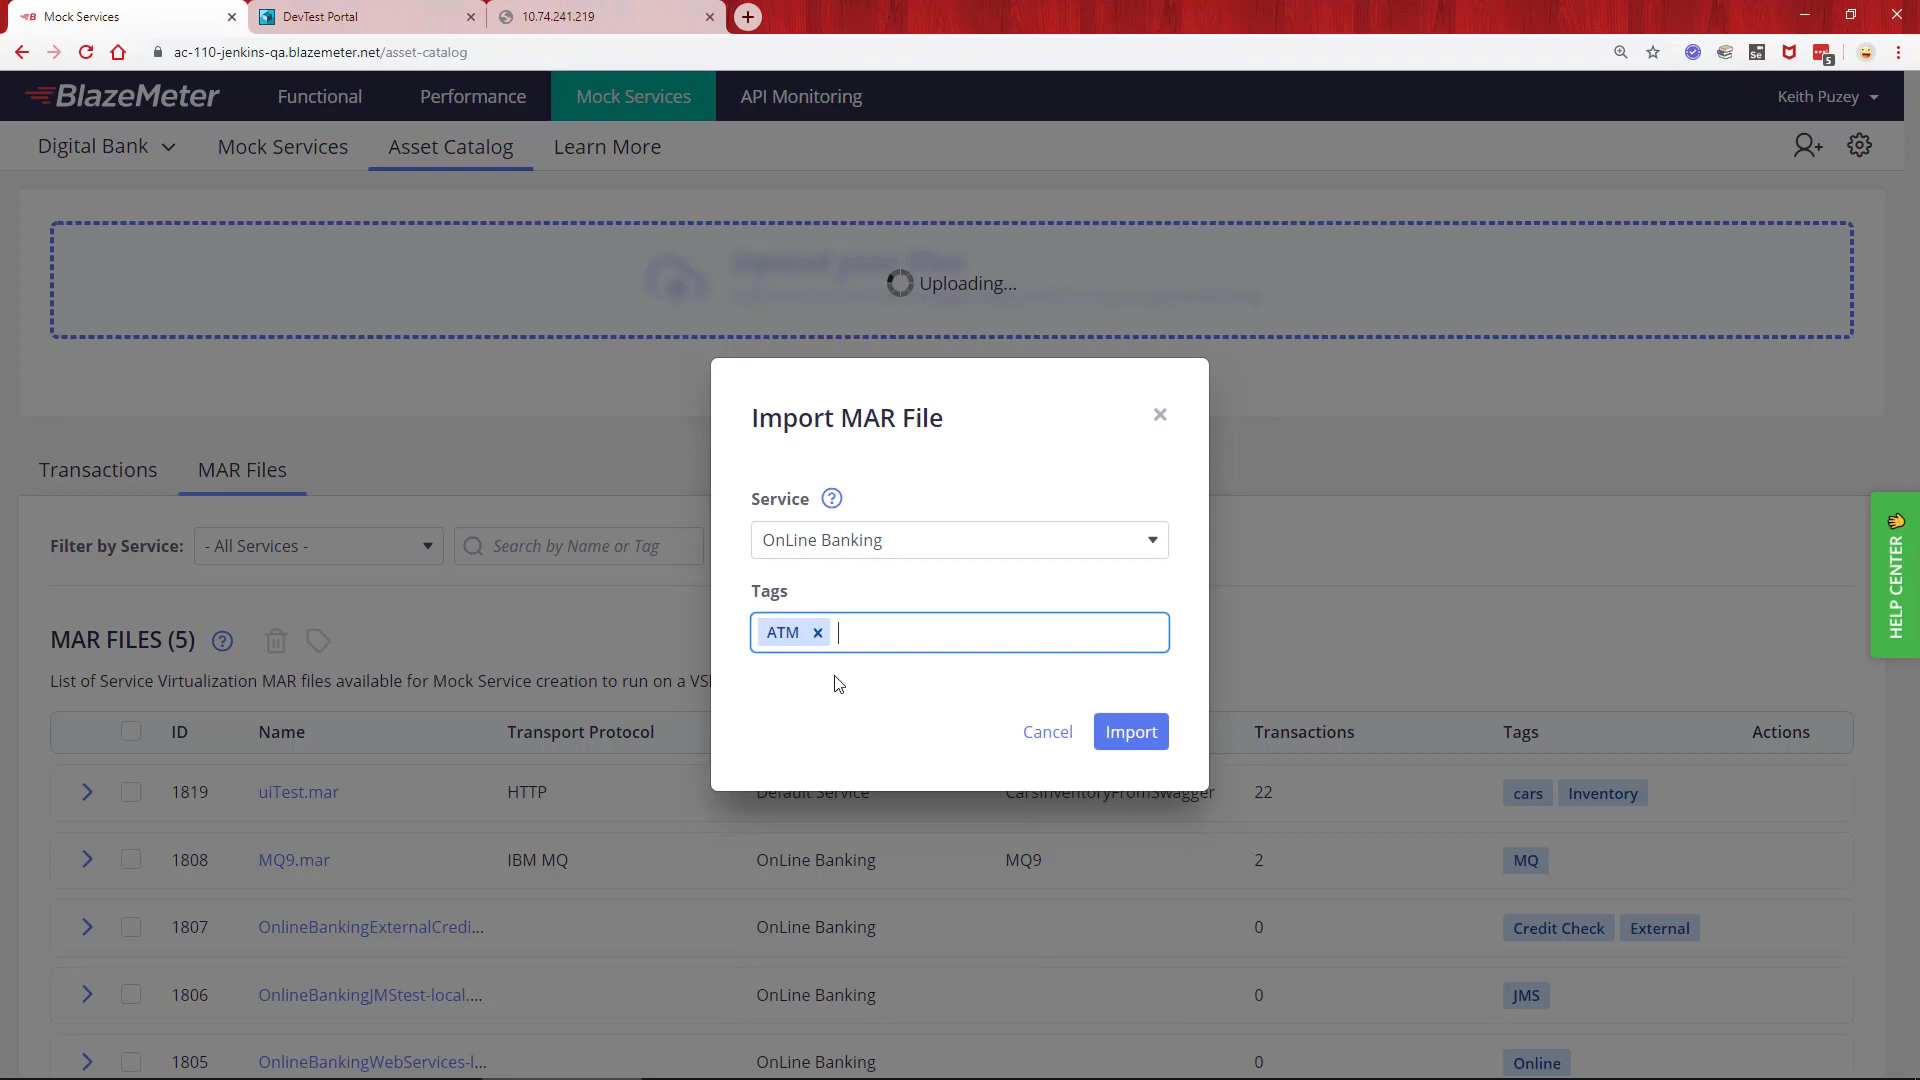 Mock Services
DevTest Portal
10.74.241.219
ac-110-jenkins-qa.blazemeter.net/asset-catalog
Se
5
BlazeMeter
Functional
Performance
Mock Services
API Monitoring
Keith Puzey
Digital Bank
Mock Services
Asset Catalog
Learn More
Uploading...
Import MAR File
Service ?
OnLine Banking
Tags
ATM
Cancel
Import
HELP CENTER
Transactions
MAR Files
Filter by Service:
- All Services -
Search by Name or Tag
MAR FILES (5) ?
List of Service Virtualization MAR files available for Mock Service creation to run on a
ID Name Transport Protocol Transactions Tags Actions
1819 uiTest.mar HTTP Default Service CarsInventoryFromSwagger 22 cars Inventory
1808 MQ9.mar IBM MQ OnLine Banking MQ9 2 MQ
1807 OnlineBankingExternalCredi... OnLine Banking 0 Credit Check External
1806 OnlineBankingJMStest-local.... OnLine Banking 0 JMS
1805 OnlineBankingWebServices-l... OnLine Banking 0 Online